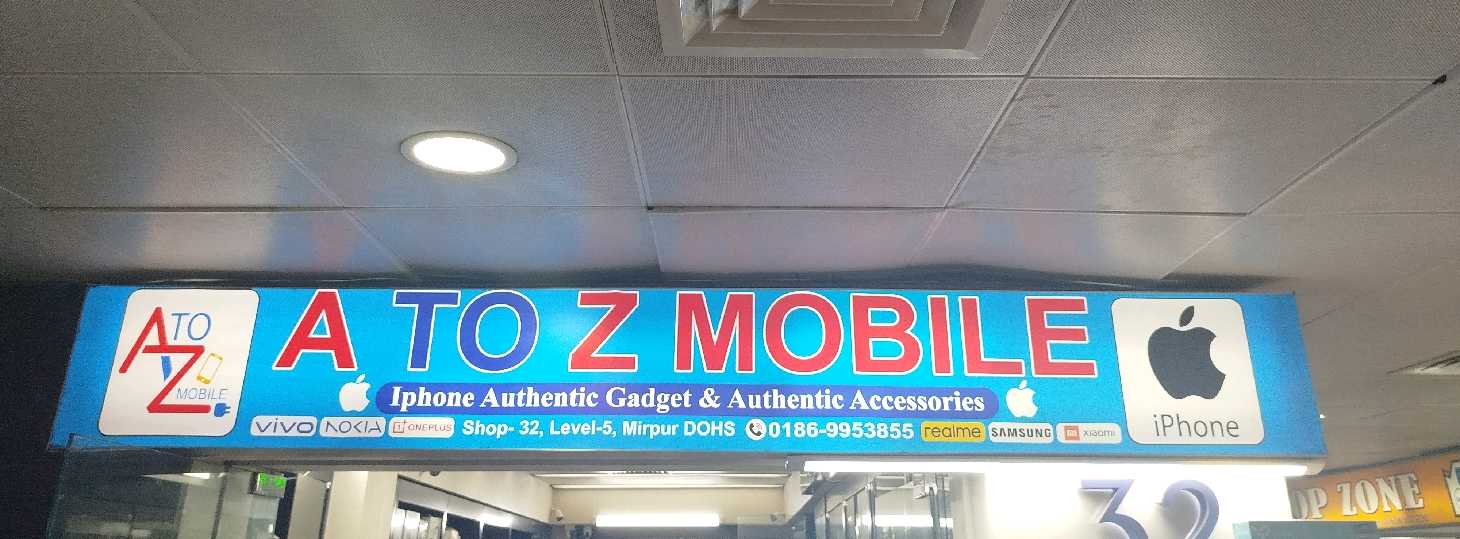 A TO Z MOBILE
A TO Z MOBILE
Iphone Authentic Gadget & Authentic Accessories
vivo NOKIA ONEPLUS Shop- 32, Level-5, Mirpur DOHS 0186-9953855 realme SAMSUNG xiaomi
iPhone
32
ZONE